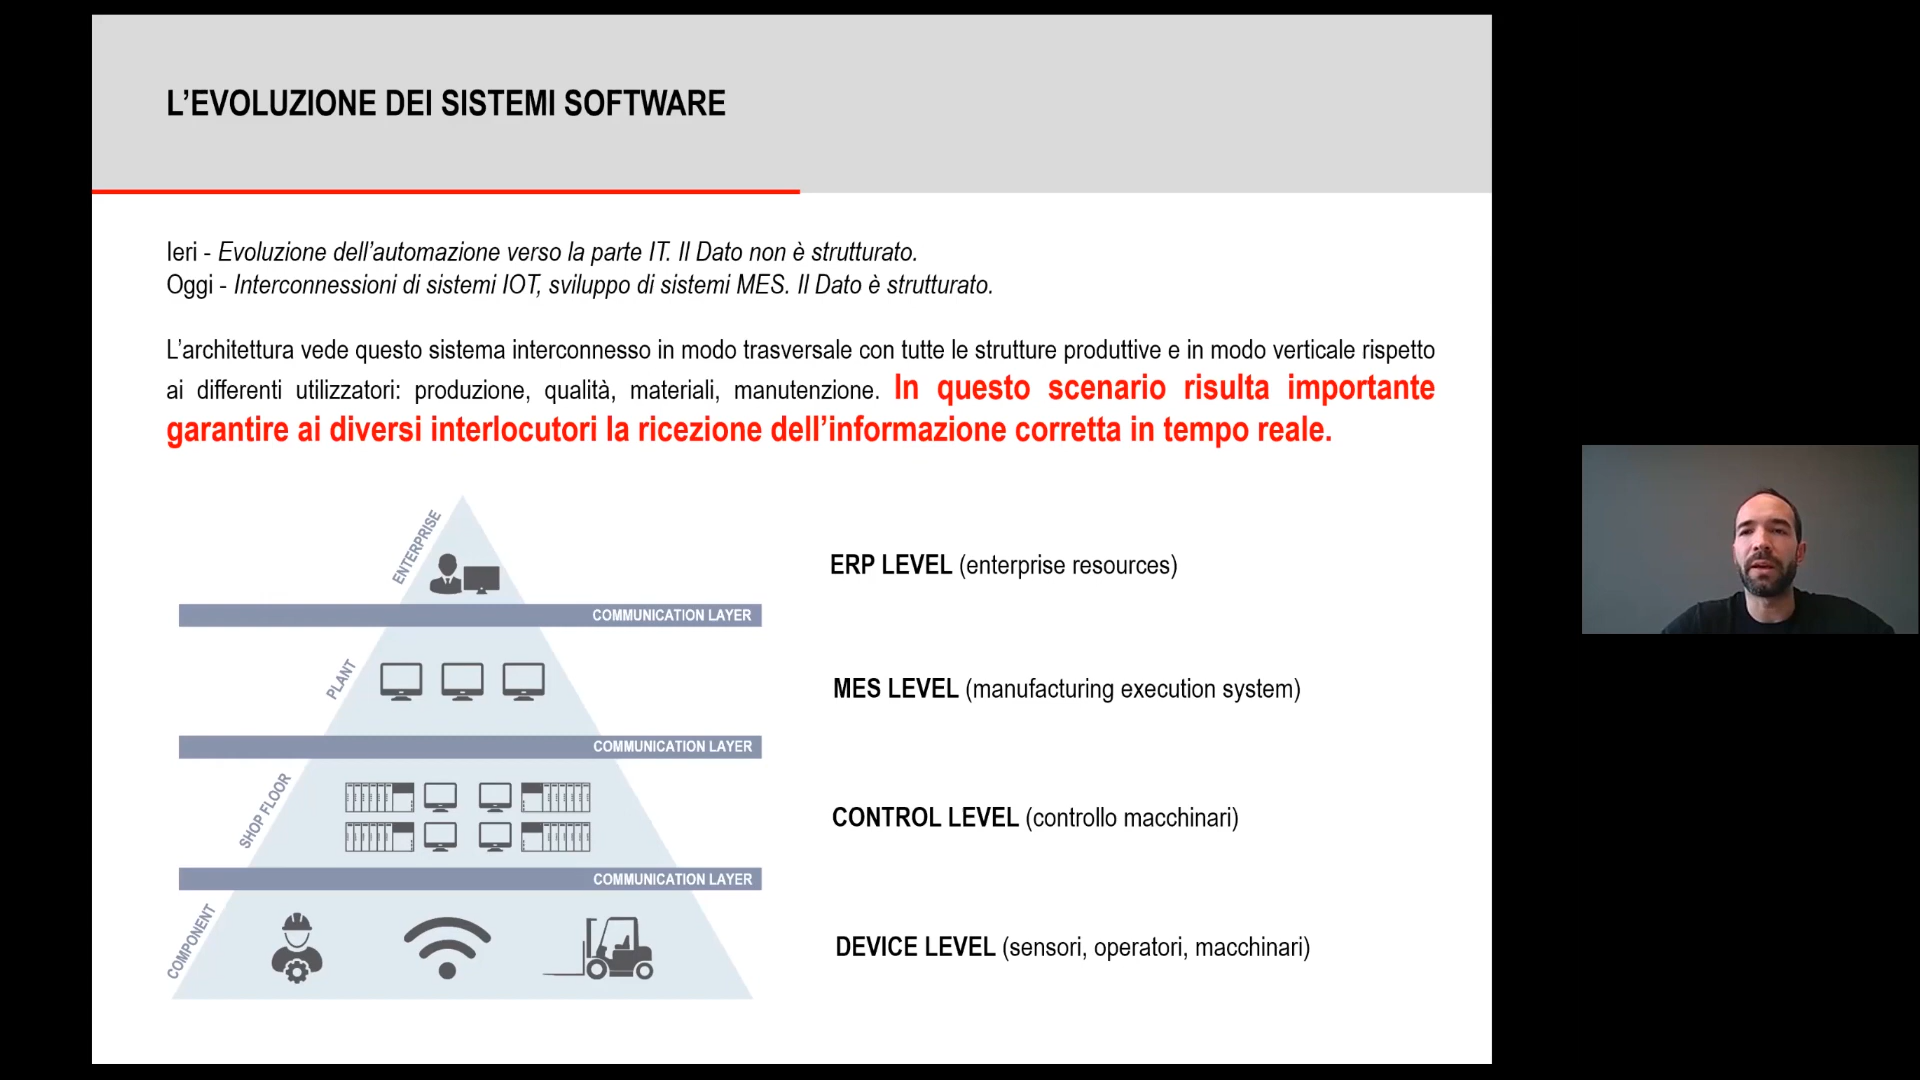 L’EVOLUZIONE DEI SISTEMI SOFTWARE
Ieri - Evoluzione dell’automazione verso la parte IT. Il Dato non è strutturato.
Oggi - Interconnessioni di sistemi IOT, sviluppo di sistemi MES. Il Dato è strutturato.
L’architettura vede questo sistema interconnesso in modo trasversale con tutte le strutture produttive e in modo verticale rispetto
ai differenti utilizzatori: produzione, qualità, materiali, manutenzione. In questo scenario risulta importante
garantire ai diversi interlocutori la ricezione dell’informazione corretta in tempo reale.
ENTERPRISE
ERP LEVEL (enterprise resources)
COMMUNICATION LAYER
PLANT
MES LEVEL (manufacturing execution system)
COMMUNICATION LAYER
SHOP FLOOR
CONTROL LEVEL (controllo macchinari)
COMMUNICATION LAYER
COMPONENT
DEVICE LEVEL (sensori, operatori, macchinari)